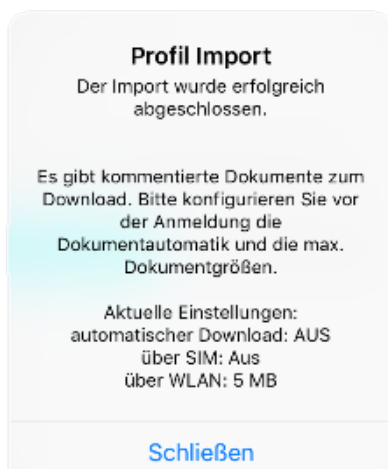 Profil Import
Der Import wurde erfolgreich
abgeschlossen.
Es gibt kommentierte Dokumente zum
Download. Bitte konfigurieren Sie vor
der Anmeldung die
Dokumentautomatik und die max.
Dokumentgrößen.
Aktuelle Einstellungen:
automatischer Download: AUS
über SIM: Aus
über WLAN: 5 MB
Schließen